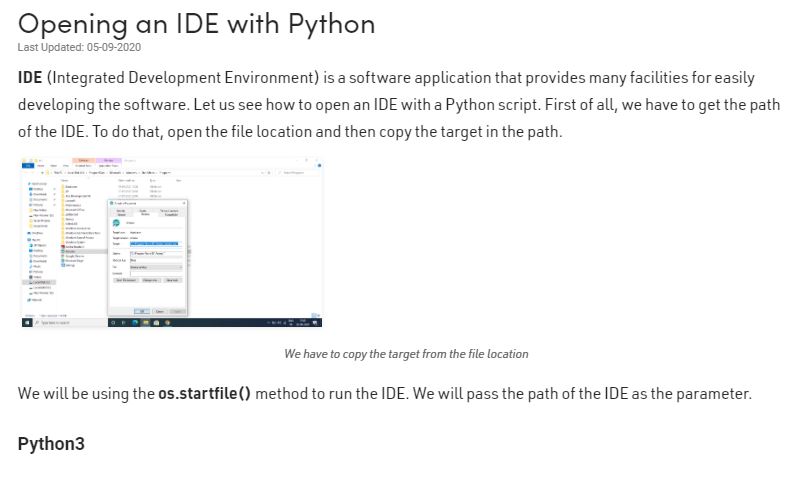 Opening an IDE with Python
Last Updated: 05-09-2020
IDE (Integrated Development Environment) is a software application that provides many facilities for easily
developing the software. Let us see how to open an IDE with a Python script. First of all, we have to get the path
of the IDE. To do that, open the file location and then copy the target in the path.
We have to copy the target from the file location
We will be using the os.startfile() method to run the IDE. We will pass the path of the IDE as the parameter.
Python3